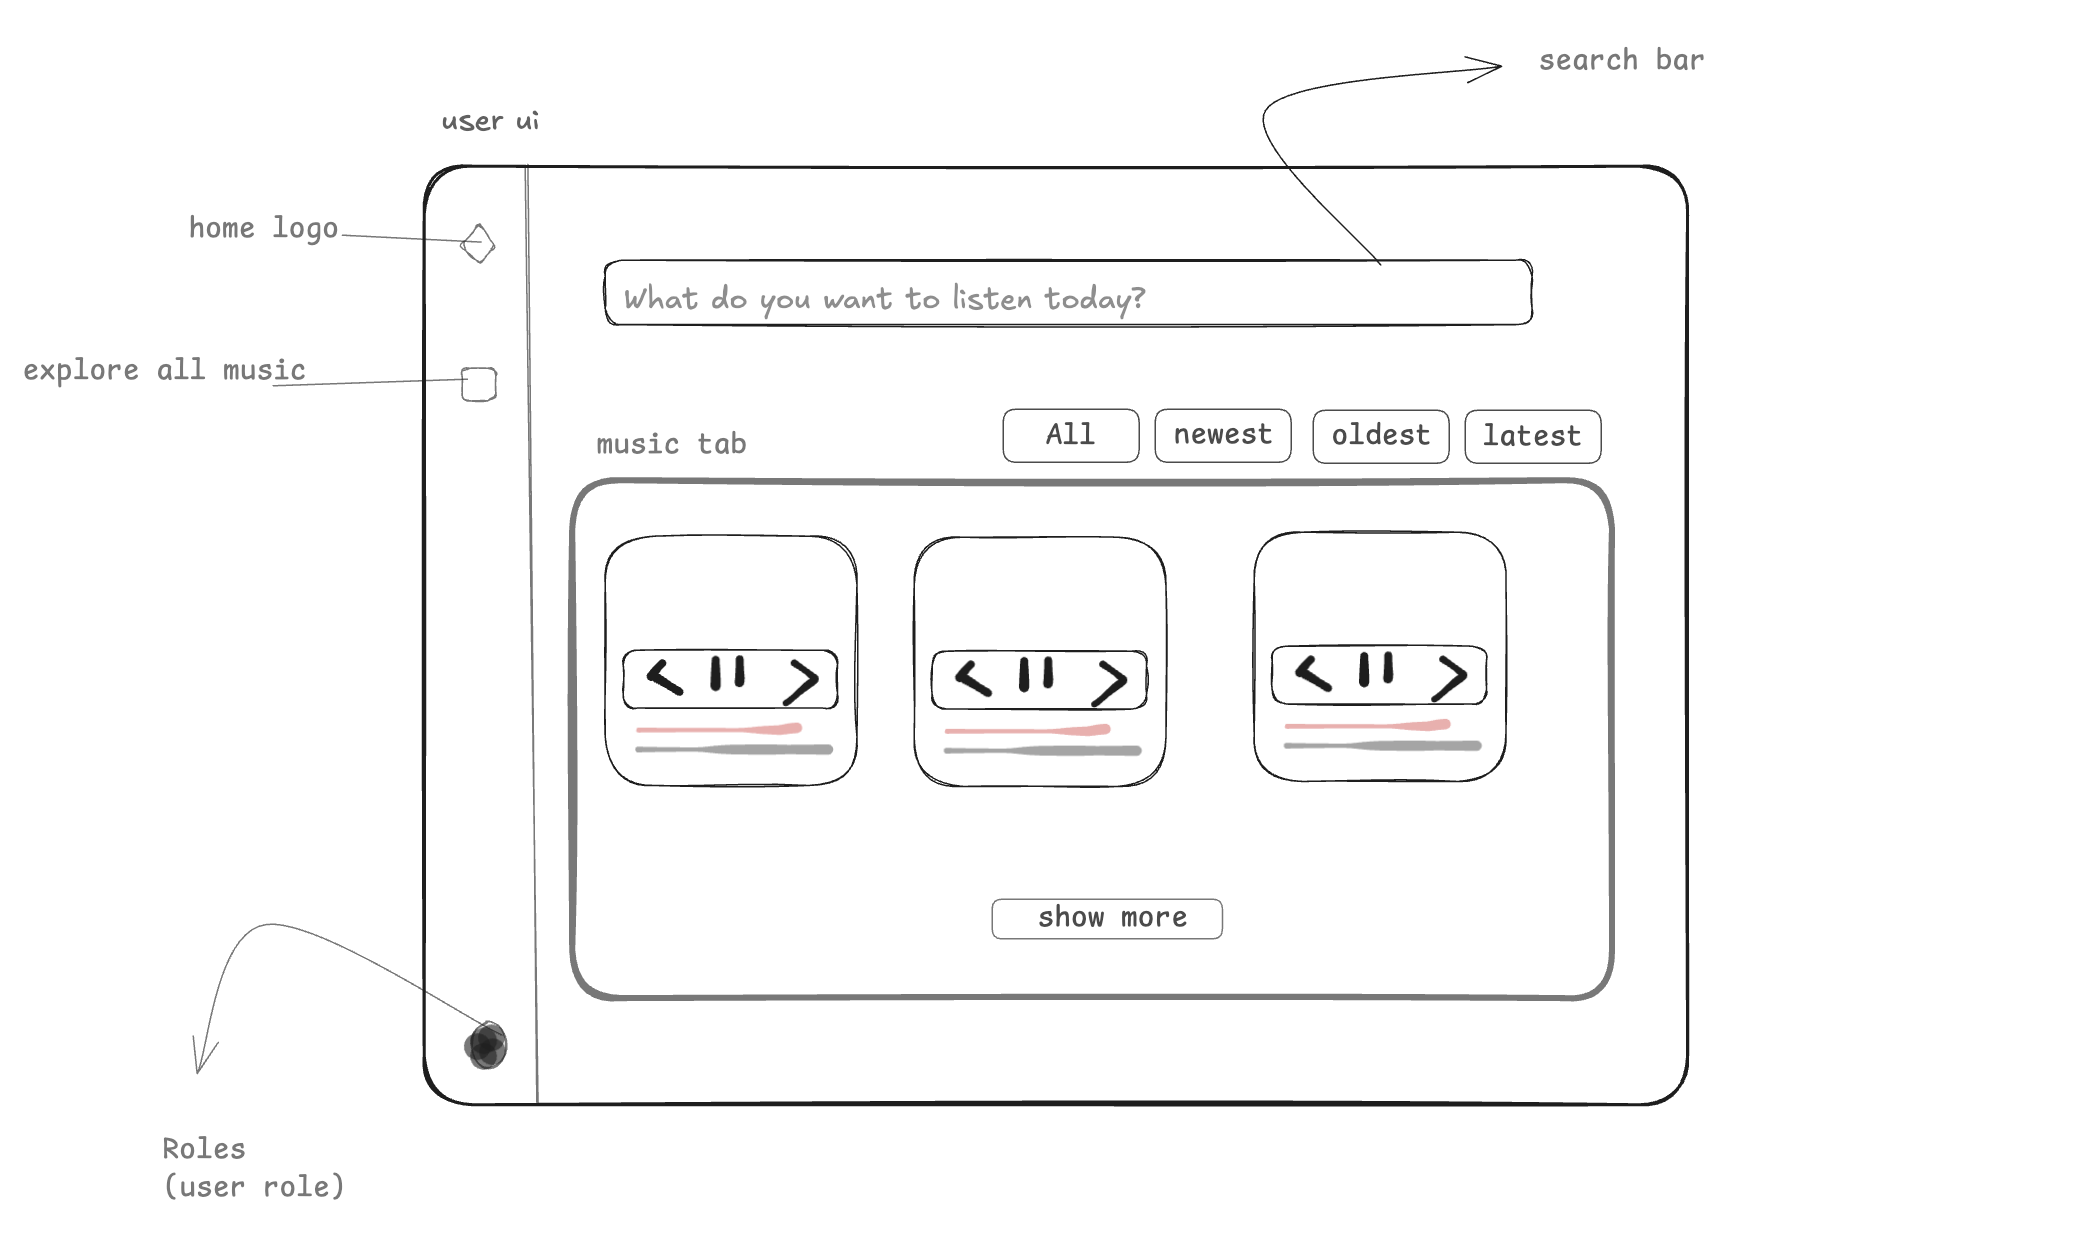 search bar
user ui
home logo
What do you want to listen today?
explore all music
music tab
All
newest
oldest
latest
show more
Roles
(user role)